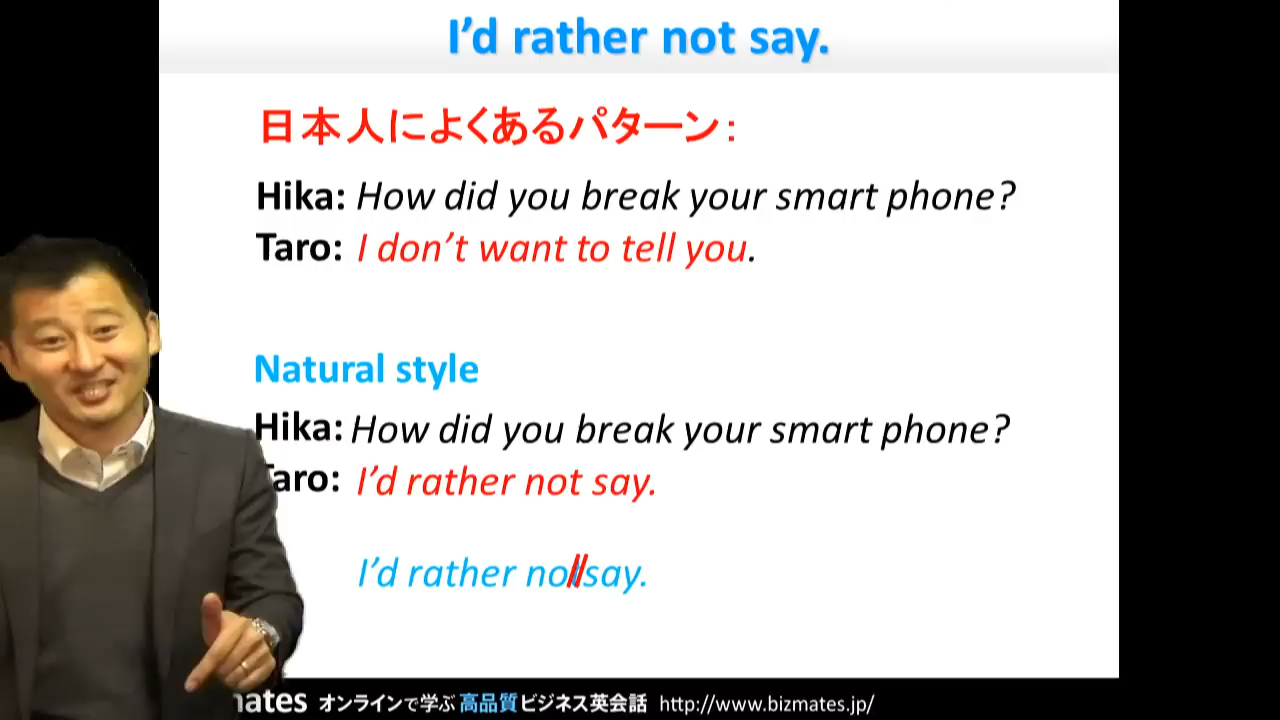 I'd rather not say.
日本人によくあるパターン：
Hika: How did you break your smart phone?
Taro: I don't want to tell you.
Natural style
Hika: How did you break your smart phone?
Taro: I'd rather not say.
I'd rather not say.
mates オンラインで学ぶ 高品質ビジネス英会話 http://www.bizmates.jp/